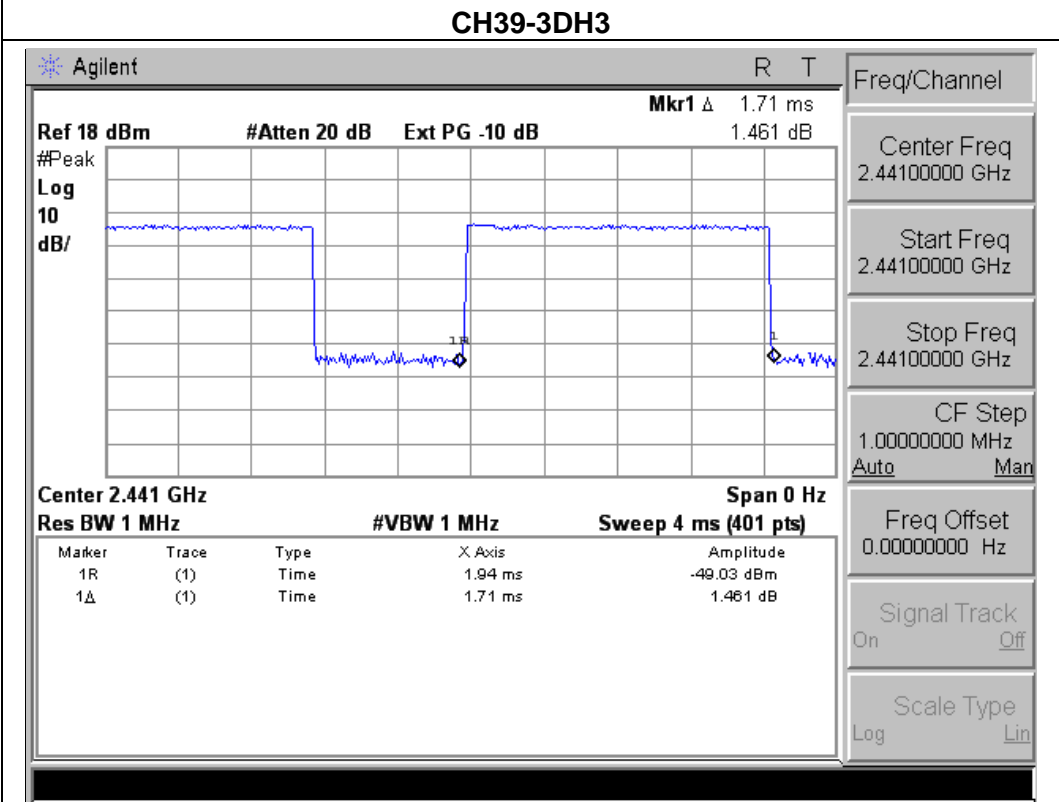 CH39-3DH3
Agilent R T
Mkr1 Δ 1.71 ms
Ref 18 dBm #Atten 20 dB Ext PG -10 dB 1.461 dB
#Peak
Log
10
dB/
1R
1
Center 2.441 GHz Span 0 Hz
Res BW 1 MHz #VBW 1 MHz Sweep 4 ms (401 pts)
Marker Trace Type X Axis Amplitude
1R (1) Time 1.94 ms -49.03 dBm
1Δ (1) Time 1.71 ms 1.461 dB
Freq/Channel
Center Freq
2.44100000 GHz
Start Freq
2.44100000 GHz
Stop Freq
2.44100000 GHz
CF Step
1.00000000 MHz
Auto Man
Freq Offset
0.00000000 Hz
Signal Track
On Off
Scale Type
Log Lin